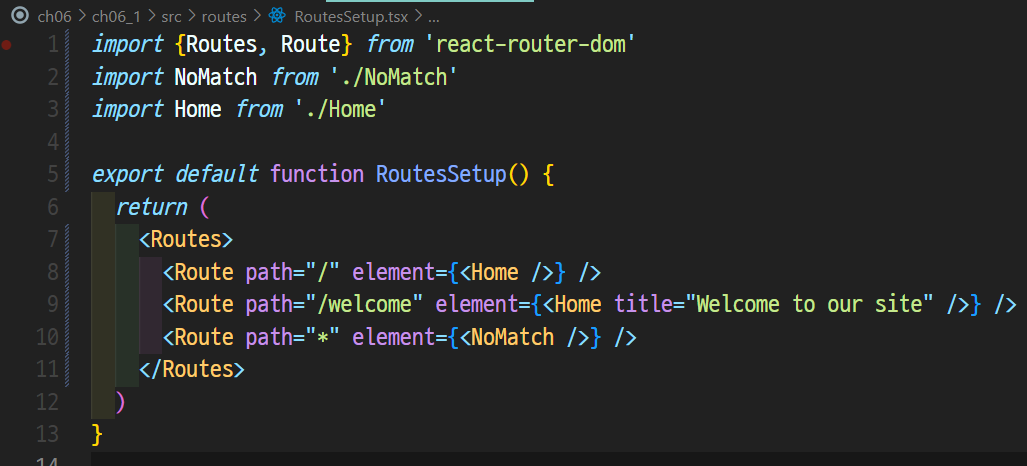 ch06 > ch06_1 > src > routes > RoutesSetup.tsx > ...
1 import {Routes, Route} from 'react-router-dom'
2 import NoMatch from './NoMatch'
3 import Home from './Home'
4
5 export default function RoutesSetup() {
6   return (
7     <Routes>
8       <Route path="/" element={<Home />} />
9       <Route path="/welcome" element={<Home title="Welcome to our site" />} />
10       <Route path="*" element={<NoMatch />} />
11     </Routes>
12   )
13 }
14